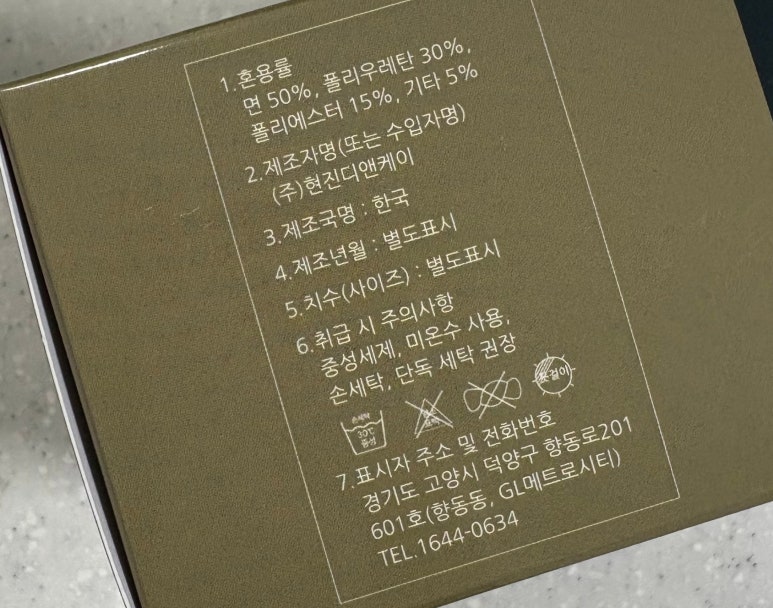 1.혼용률
면 50%, 폴리우레탄 30%,
폴리에스터 15%, 기타 5%
2.제조자명(또는 수입자명)
(주)현진디앤케이
3.제조국명 : 한국
4.제조년월 : 별도표시
5.치수(사이즈) : 별도표시
6.취급 시 주의사항
중성세제, 미온수 사용,
손세탁, 단독 세탁 권장
손세탁
30℃
중성
옷걸이
7.표시자 주소 및 전화번호
경기도 고양시 덕양구 향동로201
601호(향동동, GL메트로시티)
TEL.1644-0634